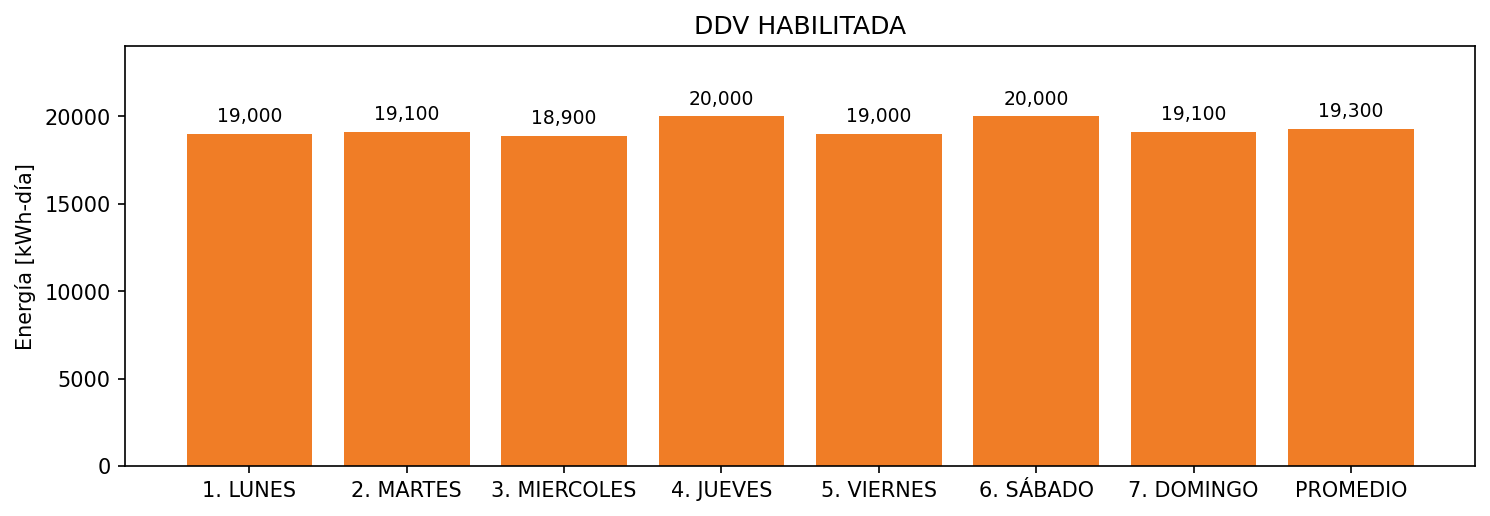 DDV HABILITADA
Energía [kWh-día]
20000
15000
10000
5000
0
19,000
19,100
18,900
20,000
19,000
20,000
19,100
19,300
1. LUNES
2. MARTES
3. MIERCOLES
4. JUEVES
5. VIERNES
6. SÁBADO
7. DOMINGO
PROMEDIO